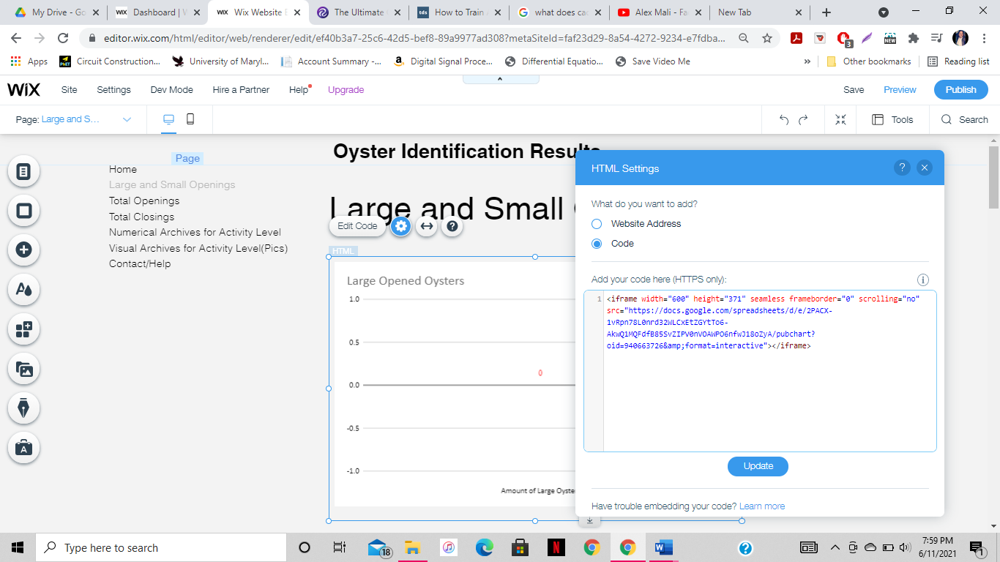 My Drive - Go
Dashboard | W
Wix Website E
The Ultimate
How to Train A
what does cac
Alex Mali - Fa
New Tab
editor.wix.com/html/editor/web/renderer/edit/ef40b3a7-25c6-42d5-bef8-89a9977ad308?metaSiteId=faf23d29-8a54-4272-9234-e7fdba...
Apps
Circuit Construction...
University of Maryl...
Account Summary -...
Digital Signal Proce...
Differential Equatio...
Save Video Me
»
Other bookmarks
Reading list
WiX
Site
Settings
Dev Mode
Hire a Partner
Help
Upgrade
Save
Preview
Publish
Page: Large and S...
Tools
Search
Oyster Identification Results
Page
Home
Large and Small Openings
Total Openings
Total Closings
Numerical Archives for Activity Level
Visual Archives for Activity Level(Pics)
Contact/Help
Large and Small
Edit Code
HTML
Large Opened Oysters
1.0
0.5
0
0.0
-0.5
-1.0
Amount of Large Oyste
HTML Settings
What do you want to add?
Website Address
Code
Add your code here (HTTPS only):
1 <iframe width="600" height="371" seamless frameborder="0" scrolling="no"
src="https://docs.google.com/spreadsheets/d/e/2PACX-
1vRpn78L0nrd32WLCxEtZGYtTo6-
AkwQ1MQFdfB85SvZIPV0nVOAWPO6nfwJ18oZyA/pubchart?
oid=940663726&amp;format=interactive"></iframe>
Update
Have trouble embedding your code? Learn more
Type here to search
18
7:59 PM
6/11/2021
1